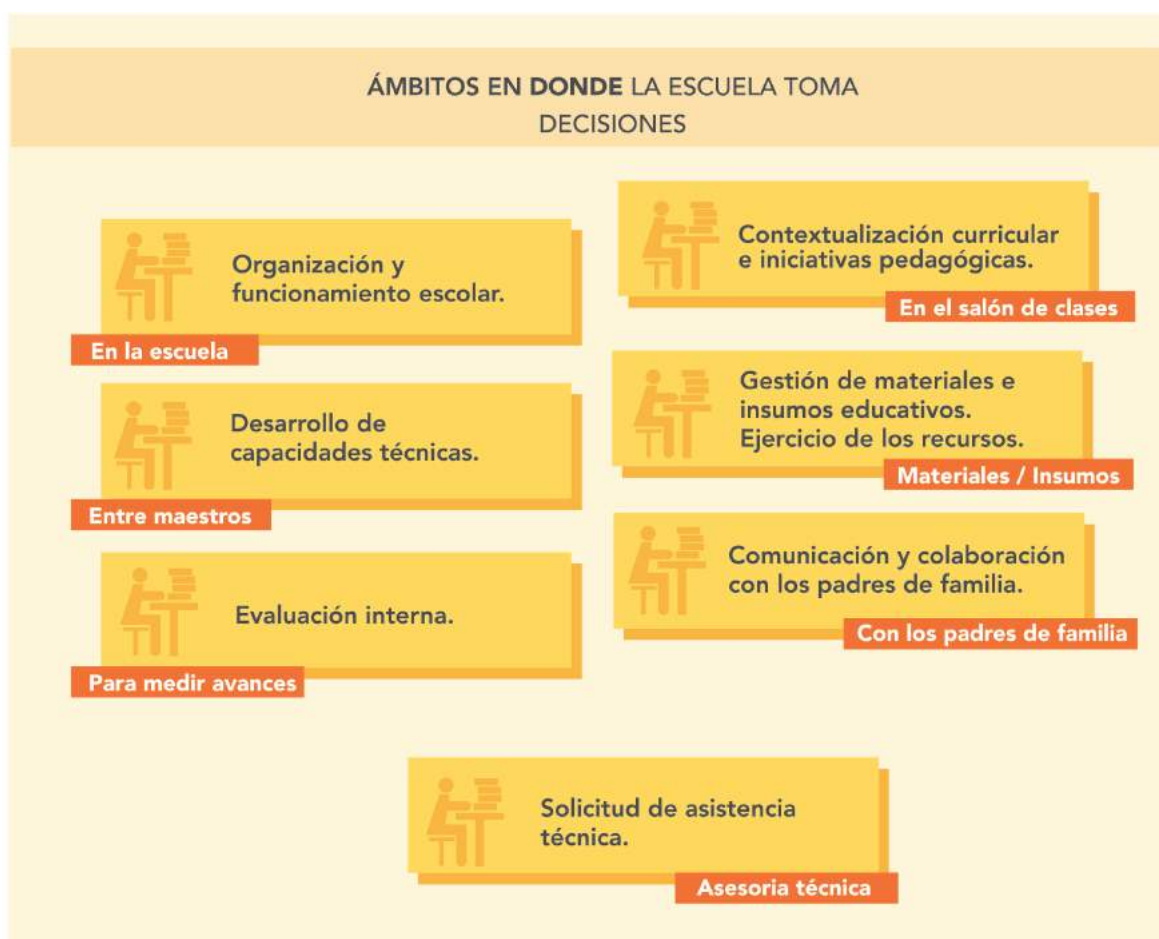 ÁMBITOS EN DONDE LA ESCUELA TOMA
DECISIONES
Organización y
funcionamiento escolar.
En la escuela
Desarrollo de
capacidades técnicas.
Entre maestros
Evaluación interna.
Para medir avances
Contextualización curricular
e iniciativas pedagógicas.
En el salón de clases
Gestión de materiales e
insumos educativos.
Ejercicio de los recursos.
Materiales / Insumos
Comunicación y colaboración
con los padres de familia.
Con los padres de familia
Solicitud de asistencia
técnica.
Asesoria técnica